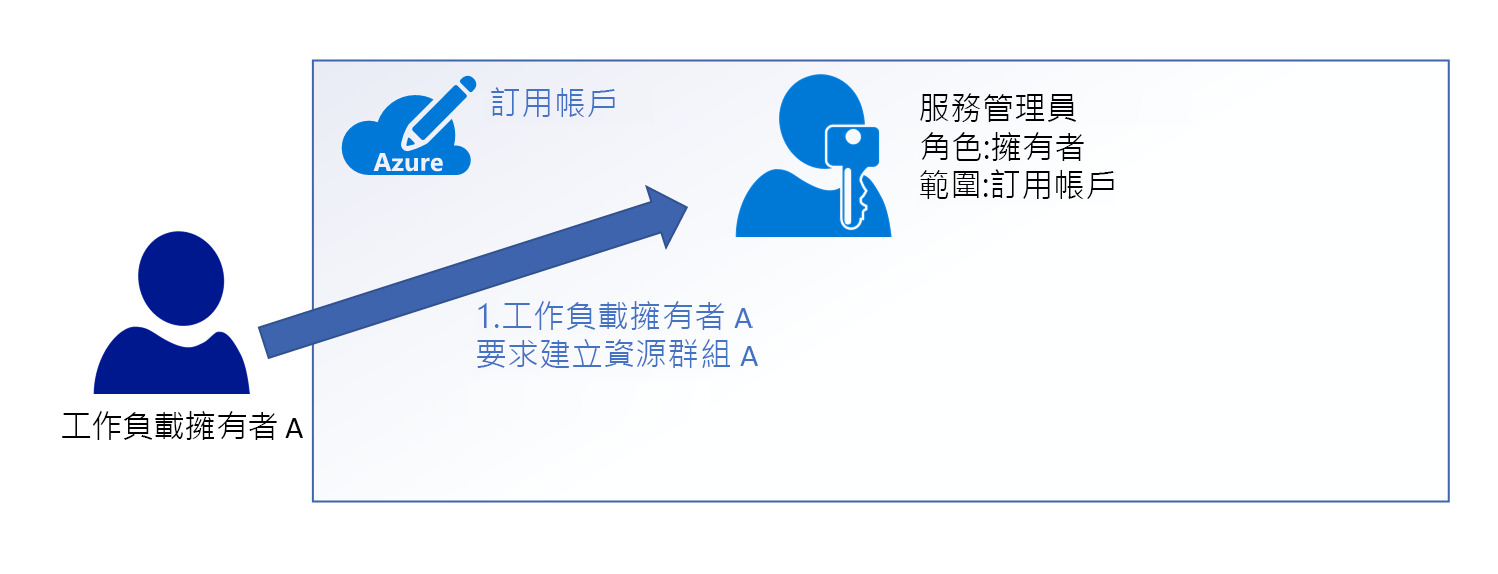 Azure
訂用帳戶
服務管理員
角色:擁有者
範圍:訂用帳戶
1.工作負載擁有者 A
要求建立資源群組 A
工作負載擁有者 A